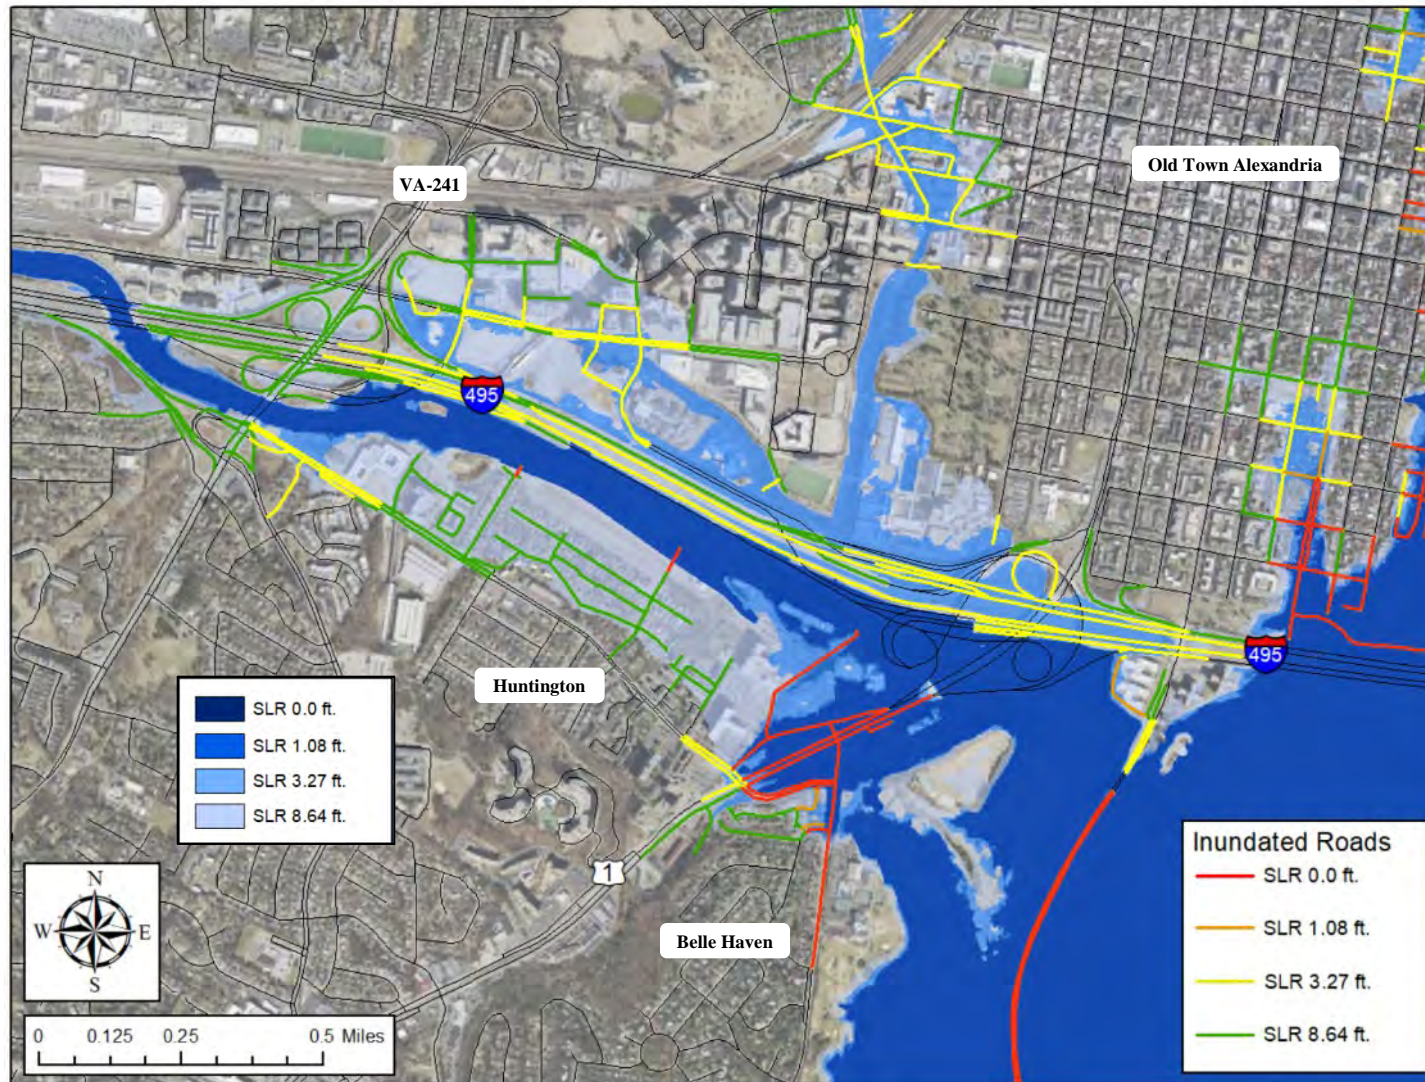 VA-241
Old Town Alexandria
495
495
Huntington
SLR 0.0 ft.
SLR 1.08 ft.
SLR 3.27 ft.
SLR 8.64 ft.
1
Belle Haven
N
W E
S
0 0.125 0.25 0.5 Miles
Inundated Roads
SLR 0.0 ft.
SLR 1.08 ft.
SLR 3.27 ft.
SLR 8.64 ft.